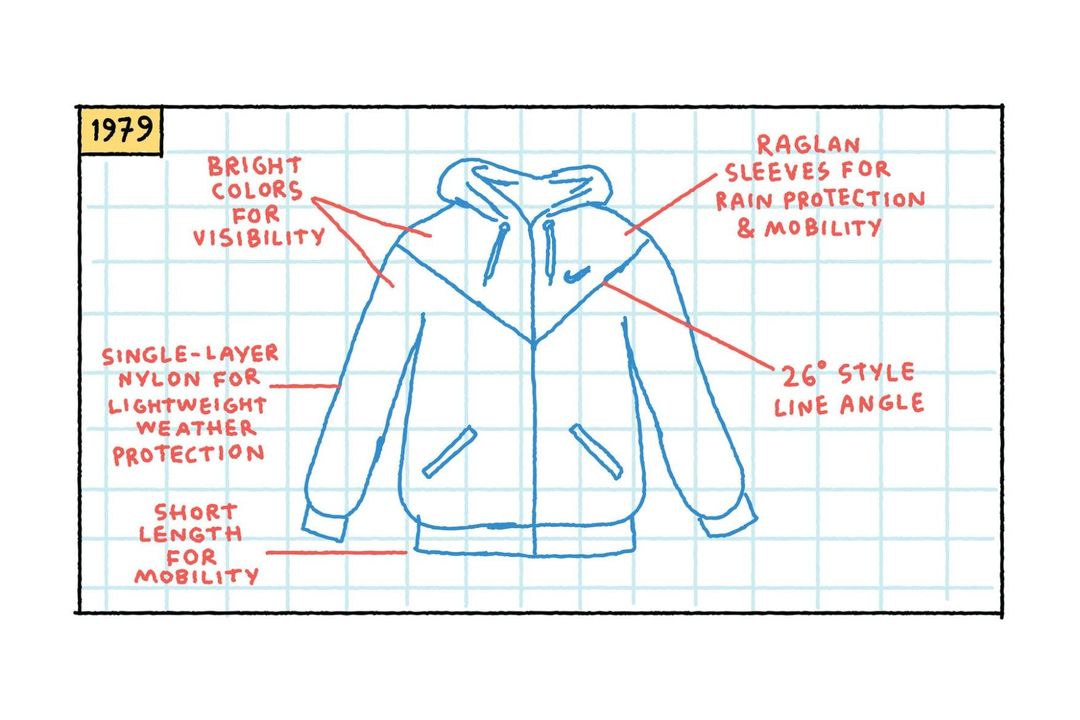 1979
BRIGHT
COLORS
FOR
VISIBILITY
RAGLAN
SLEEVES FOR
RAIN PROTECTION
& MOBILITY
SINGLE-LAYER
NYLON FOR
LIGHTWEIGHT
WEATHER
PROTECTION
26° STYLE
LINE ANGLE
SHORT
LENGTH
FOR
MOBILITY